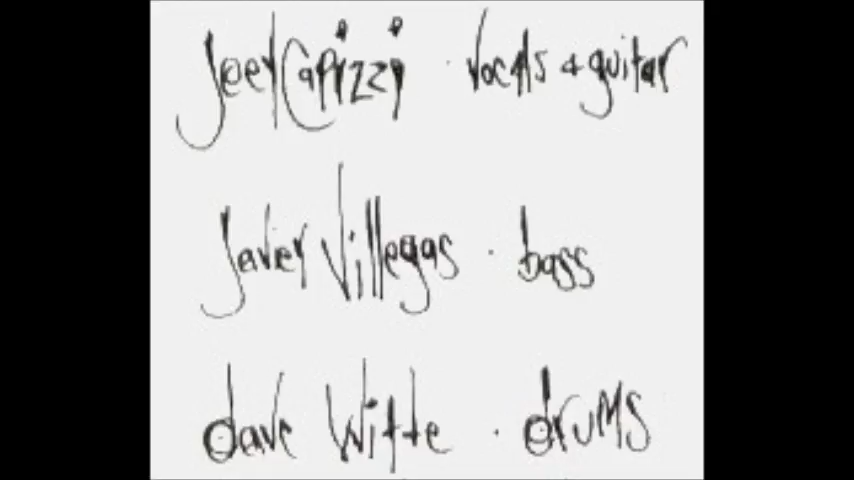 Joey Capizzi · vocals + guitar
Javier Villegas · bass
dave Witte · druMS